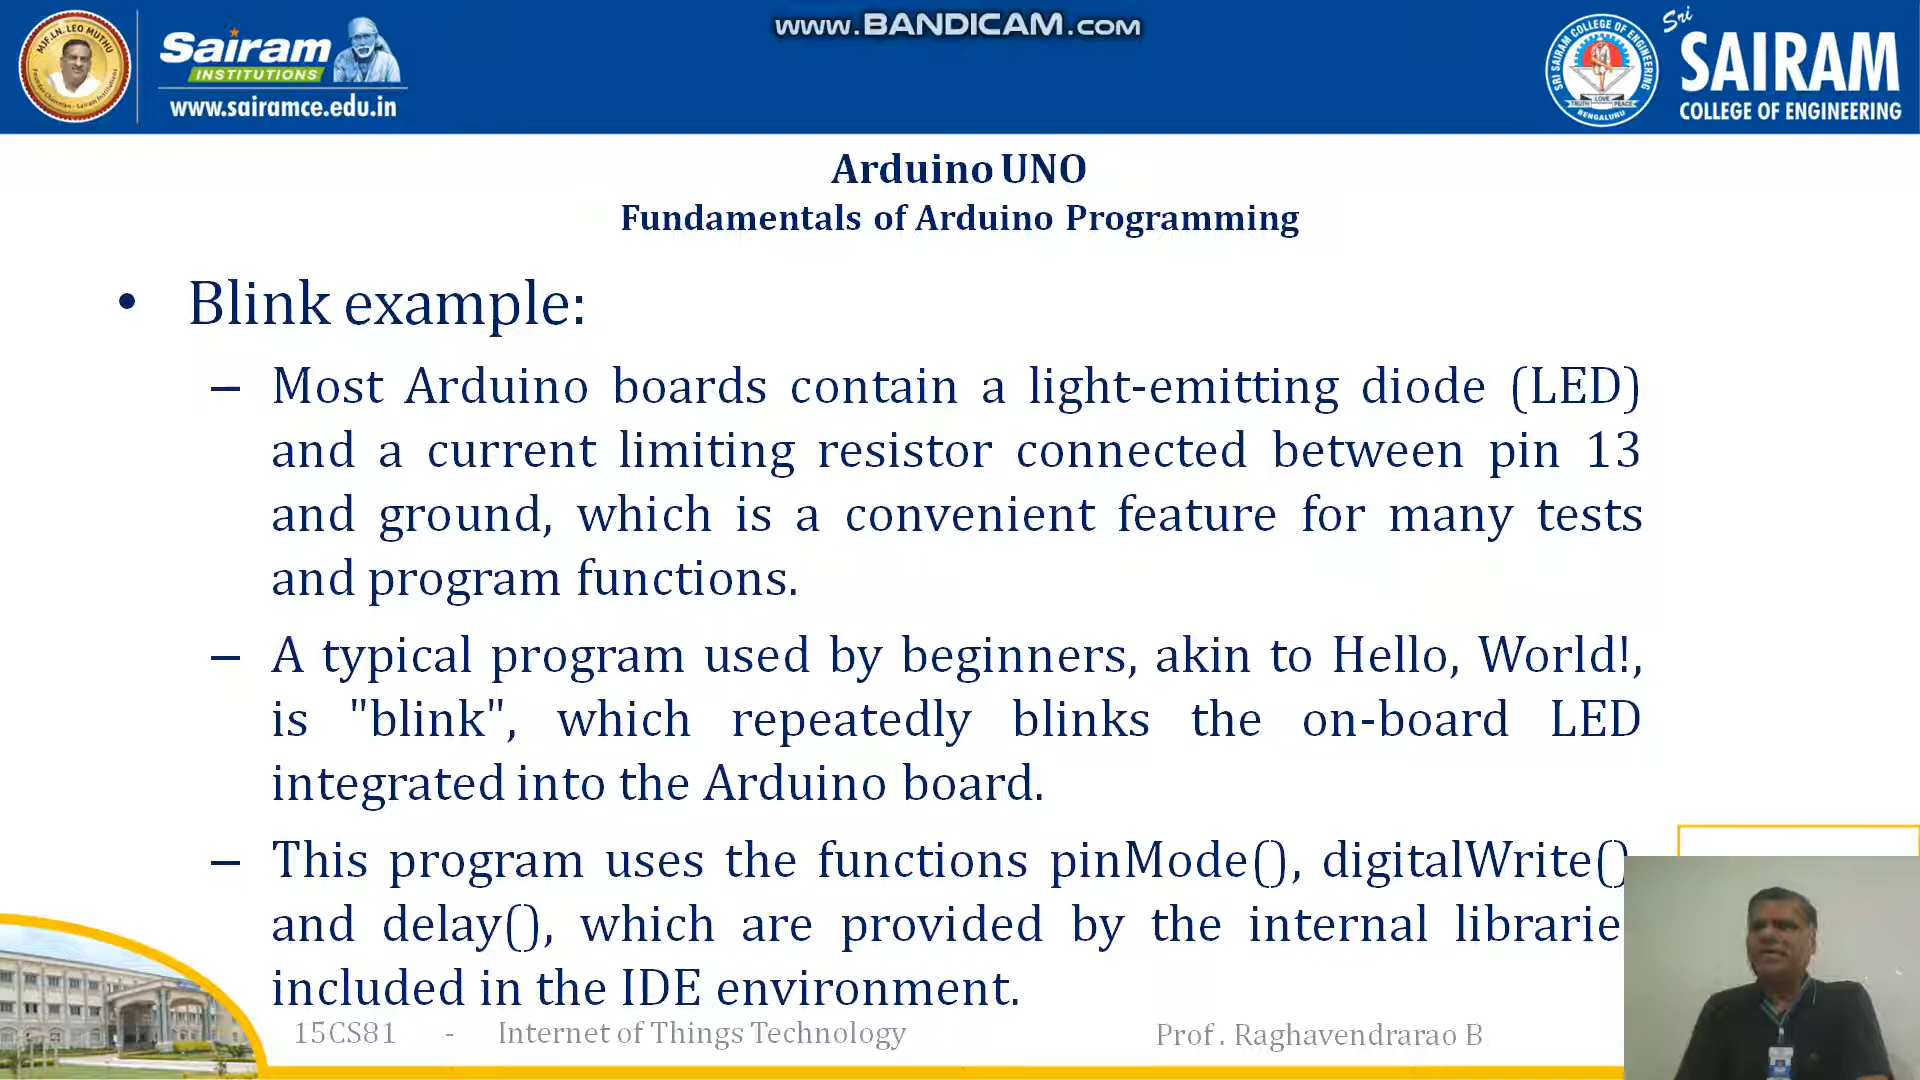 www.BANDICAM.com
MJF.LN. LEO MUTHU
Sairam
INSTITUTIONS
www.sairamce.edu.in
SRI SAIRAM COLLEGE OF ENGINEERING
TRUTH LOVE PEACE
BENGALURU
Sri
SAIRAM
COLLEGE OF ENGINEERING
Arduino UNO
Fundamentals of Arduino Programming
• Blink example:
– Most Arduino boards contain a light-emitting diode (LED)
and a current limiting resistor connected between pin 13
and ground, which is a convenient feature for many tests
and program functions.
– A typical program used by beginners, akin to Hello, World!,
is "blink", which repeatedly blinks the on-board LED
integrated into the Arduino board.
– This program uses the functions pinMode(), digitalWrite()
and delay(), which are provided by the internal librarie
included in the IDE environment.
15CS81 - Internet of Things Technology
Prof. Raghavendrarao B